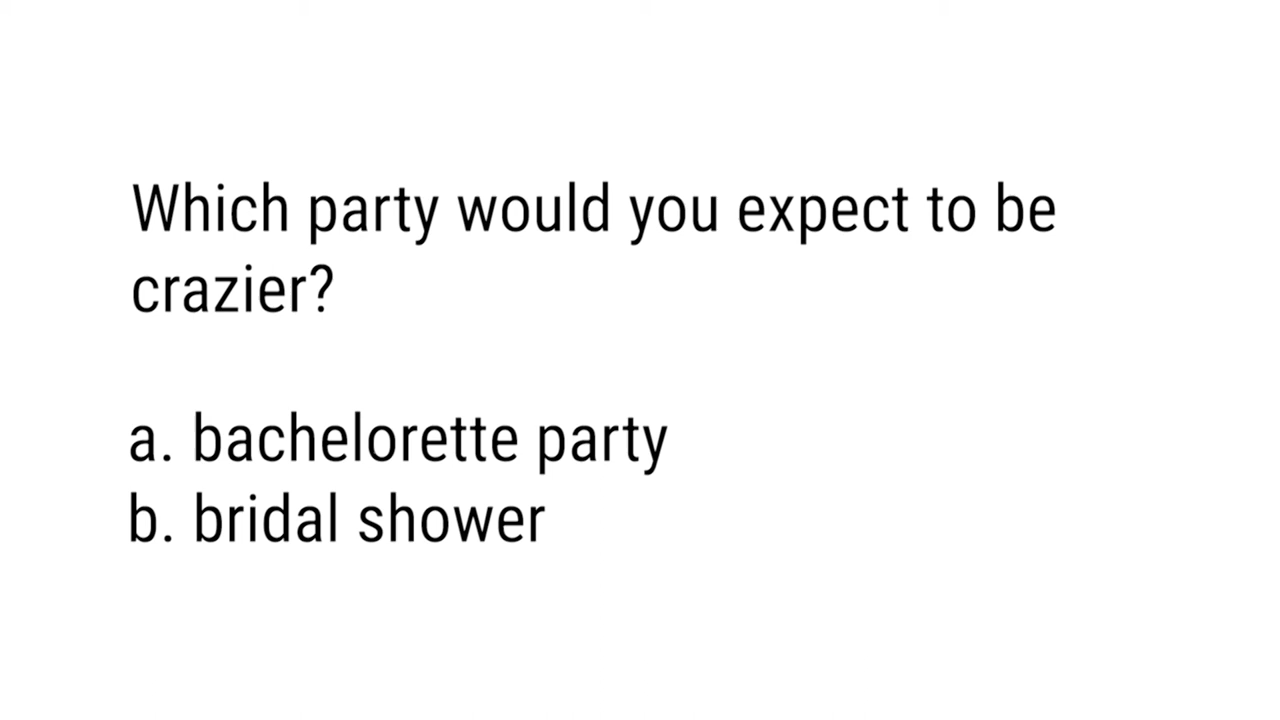 Which party would you expect to be
crazier?
a. bachelorette party
b. bridal shower